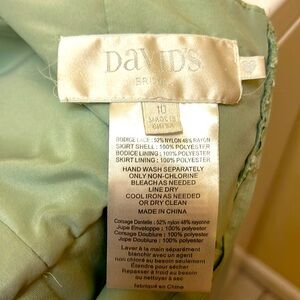 DAVID'S
BRIDAL
10
MADE IN
CHINA
BODICE LACE: 52% NYLON 48% RAYON
SKIRT SHELL: 100% POLYESTER
BODICE LINING: 100% POLYESTER
SKIRT LINING: 100% POLYESTER
HAND WASH SEPARATELY
ONLY NON-CHLORINE
BLEACH AS NEEDED
LINE DRY
COOL IRON AS NEEDED
OR DRY CLEAN
MADE IN CHINA
Corsage Dentelle: 52% nylon 48% rayonne
Jupe Enveloppe: 100% polyester
Corsage Doublure: 100% polyester
Jupe Doublure: 100% polyester
Laver à la main séparément
blanchir avec un agent
non chloré au besoin seulement
Étendre pour sécher
Repasser à froid au besoin
ou nettoyage à sec
fabriqué en Chine